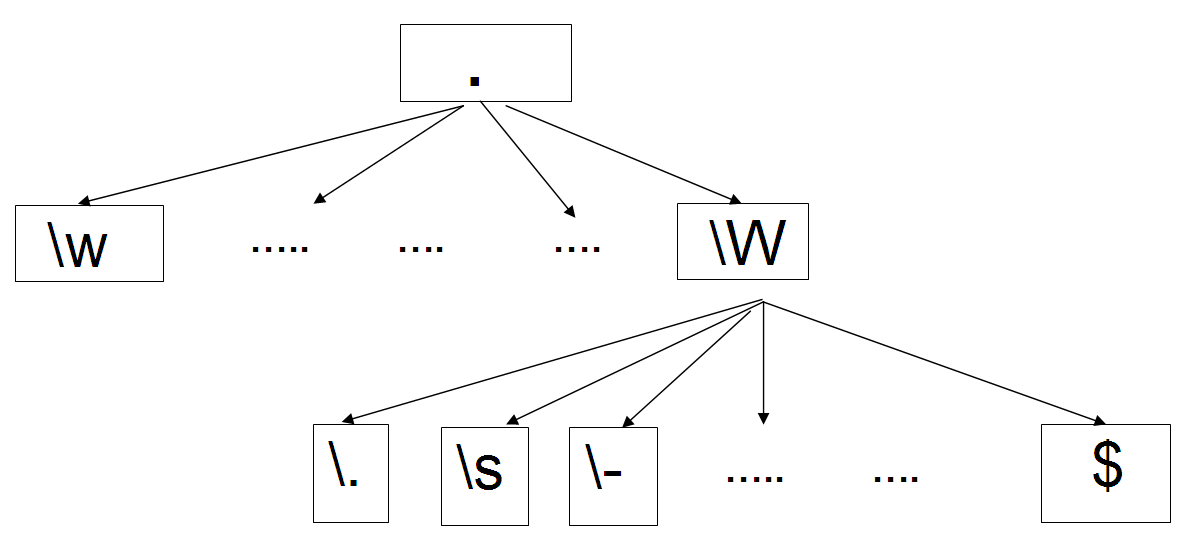 .
\w ..... .... .... \W
\. \s \- ..... .... $